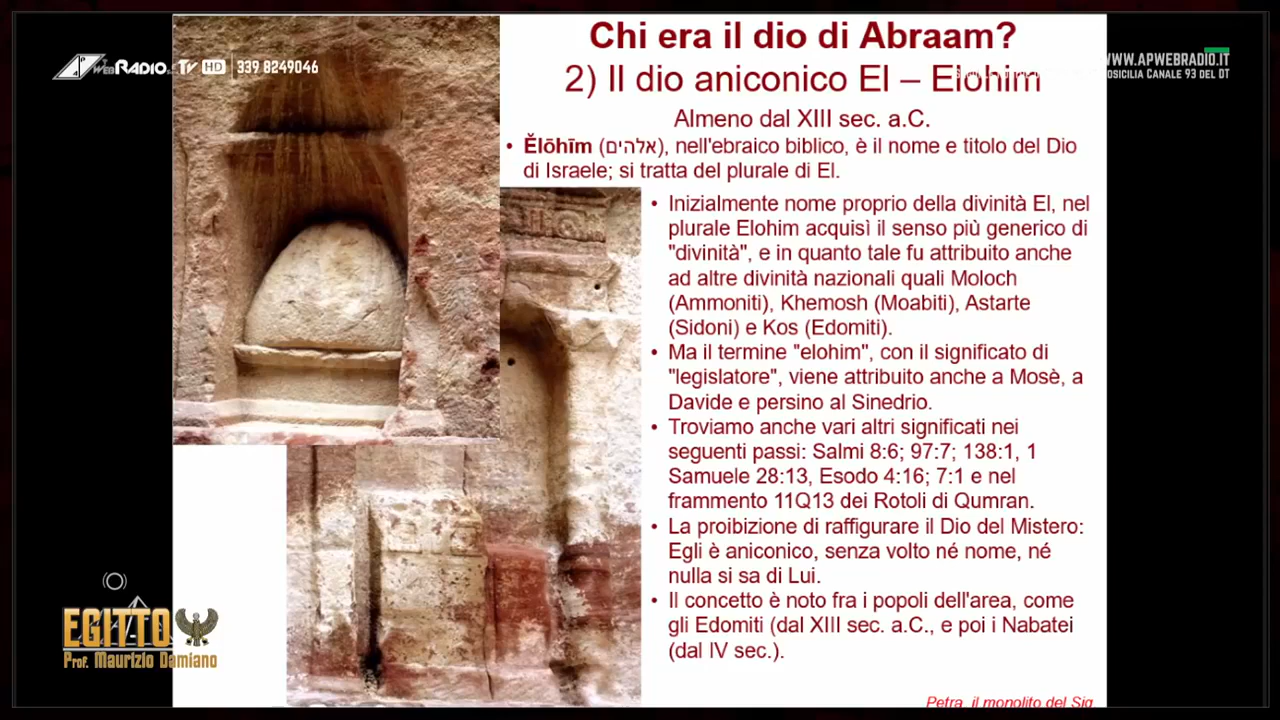 Chi era il dio di Abraam?
2) Il dio aniconico El – Elohim
Almeno dal XIII sec. a.C.
• Ĕlōhīm (אלהים), nell'ebraico biblico, è il nome e titolo del Dio
di Israele; si tratta del plurale di El.
• Inizialmente nome proprio della divinità El, nel
plurale Elohim acquisì il senso più generico di
"divinità", e in quanto tale fu attribuito anche
ad altre divinità nazionali quali Moloch
(Ammoniti), Khemosh (Moabiti), Astarte
(Sidoni) e Kos (Edomiti).
• Ma il termine "elohim", con il significato di
"legislatore", viene attribuito anche a Mosè, a
Davide e persino al Sinedrio.
• Troviamo anche vari altri significati nei
seguenti passi: Salmi 8:6; 97:7; 138:1, 1
Samuele 28:13, Esodo 4:16; 7:1 e nel
frammento 11Q13 dei Rotoli di Qumran.
• La proibizione di raffigurare il Dio del Mistero:
Egli è aniconico, senza volto né nome, né
nulla si sa di Lui.
• Il concetto è noto fra i popoli dell'area, come
gli Edomiti (dal XIII sec. a.C., e poi i Nabatei
(dal IV sec.).
Petra, il monolito del Siq
WEBRADIO TV HD 339 8249046
WWW.APWEBRADIO.IT
OSICILIA CANALE 93 DEL DT
EGITTO
Prof. Maurizio Damiano